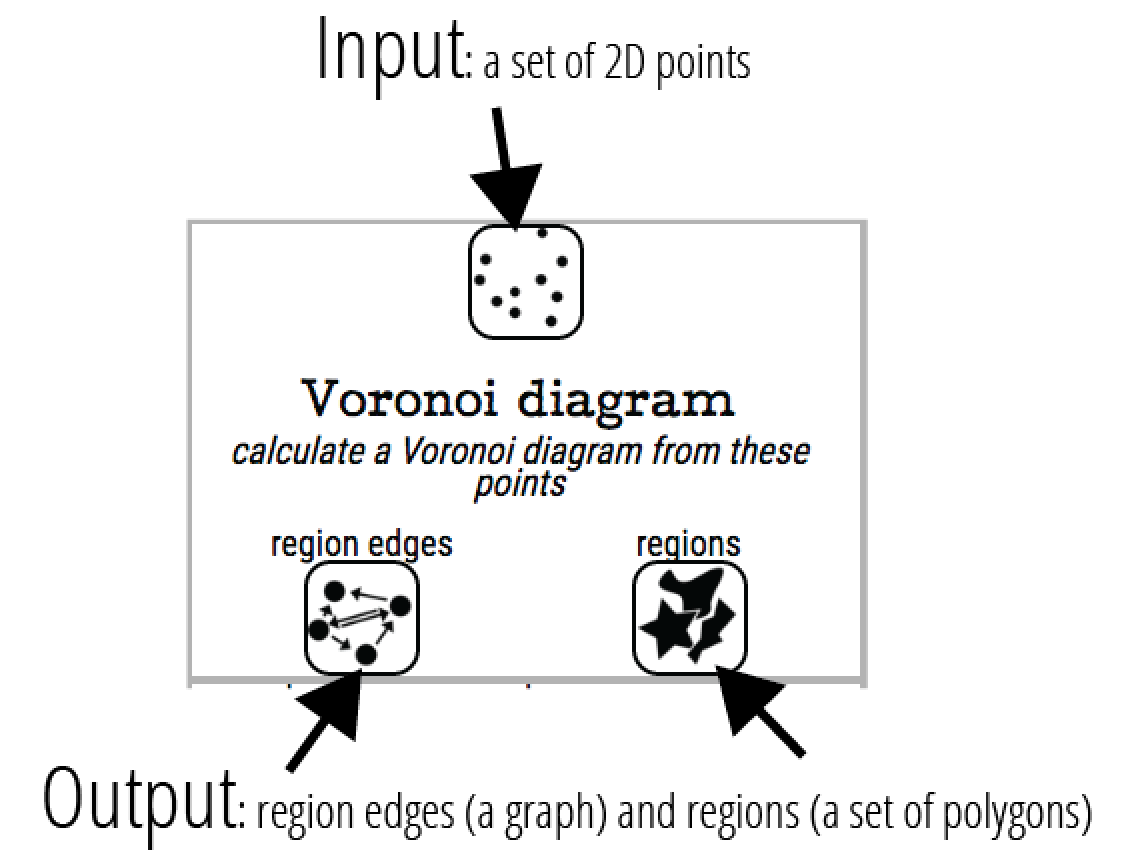 Input: a set of 2D points
Voronoi diagram
calculate a Voronoi diagram from these
points
region edges
regions
Output: region edges (a graph) and regions (a set of polygons)